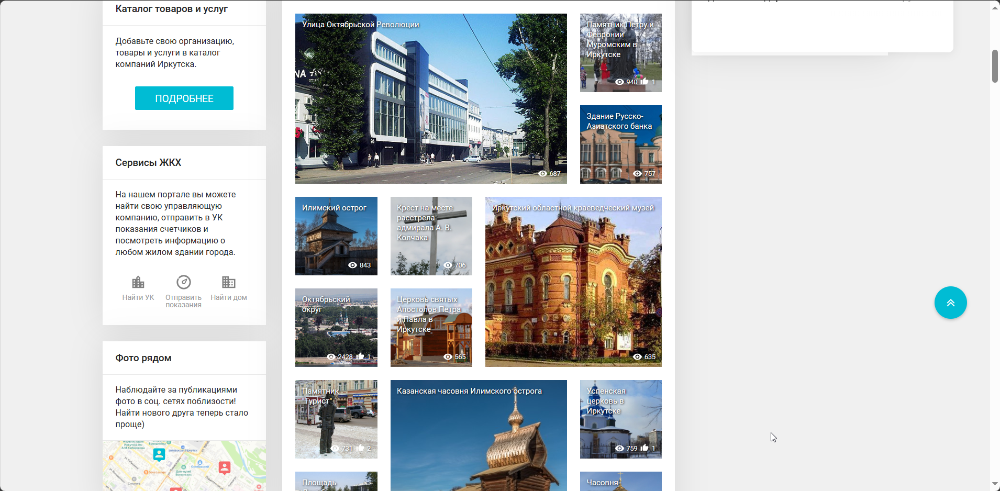 Каталог товаров и услуг
Добавьте свою организацию,
товары и услуги в каталог
компаний Иркутска.
ПОДРОБНЕЕ
Сервисы ЖКХ
На нашем портале вы можете
найти свою управляющую
компанию, отправить в УК
показания счетчиков и
посмотреть информацию о
любом жилом здании города.
Найти УК
Отправить
показания
Найти дом
Фото рядом
Наблюдайте за публикациями
фото в соц. сетях поблизости!
Найти нового друга теперь стало
проще)
Улица Октябрьской Революции
687
Памятник Петру и
Февронии
Муромским в
Иркутске
940 1
Здание Русско-
Азиатского банка
757
Илимский острог
843
Крест на месте
расстрела
адмирала А. В.
Колчака
706
Иркутский областной краеведческий музей
635
Октябрьский
округ
2428 1
Церковь святых
Апостолов Петра
и Павла в
Иркутске
565
Памятник
"Турист"
731 2
Казанская часовня Илимского острога
Успенская
церковь в
Иркутске
759 1
Площадь
Часовня-